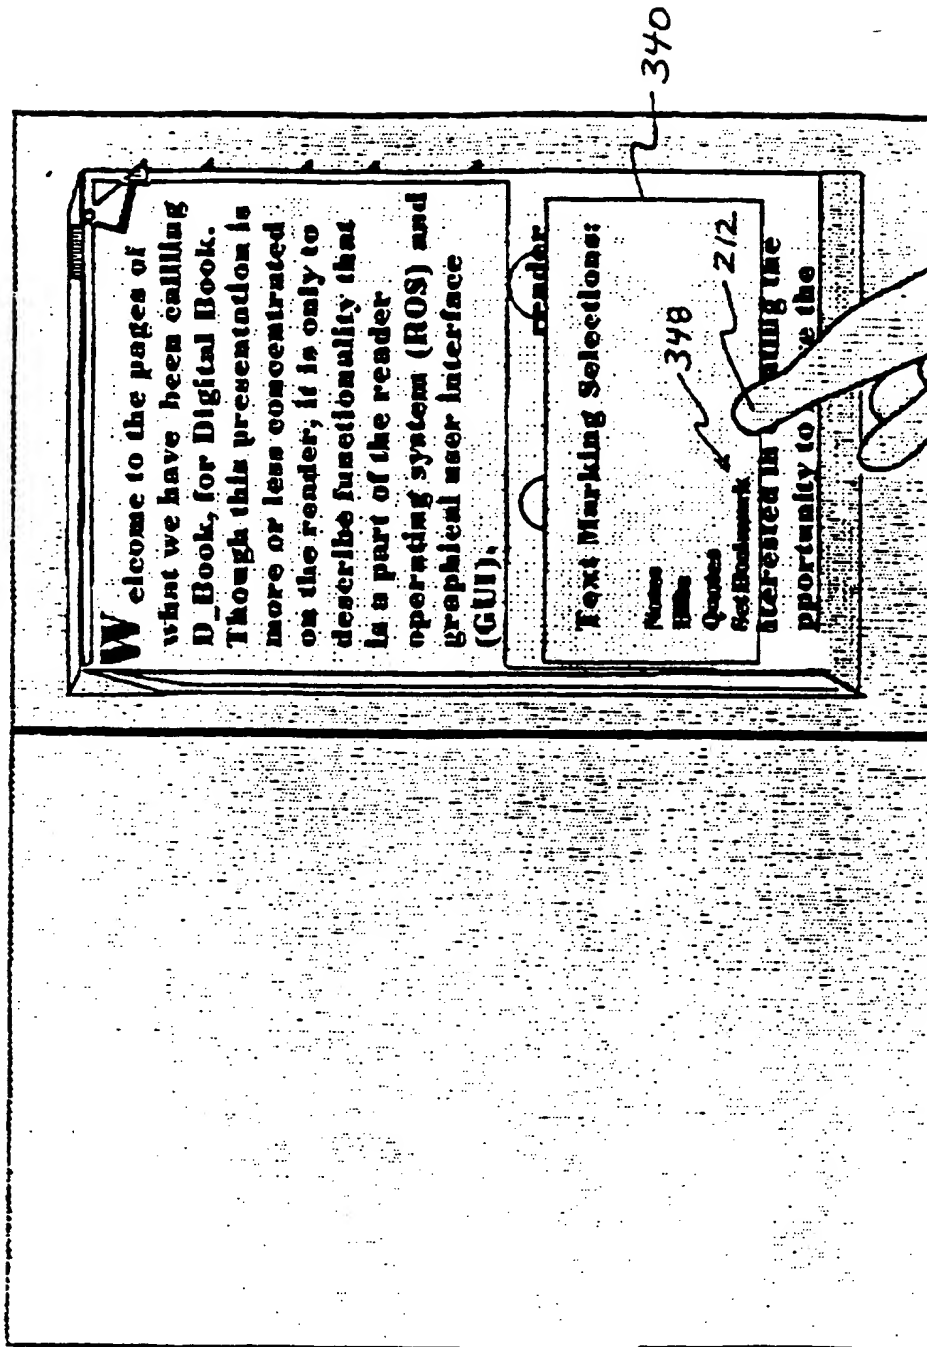 Welcome to the pages of
what we have been calling
D_Book, for Digital Book.
Though this presentation is
more or less concentrated
on the reader; it is only to
describe functionality that
is a part of the reader
operating system (ROS) and
graphical user interface
(GUI).
reader
Text Marking Selections:
Notes
Quotes
Set Bookmark
nterested in
pportunity to the
340
348
212